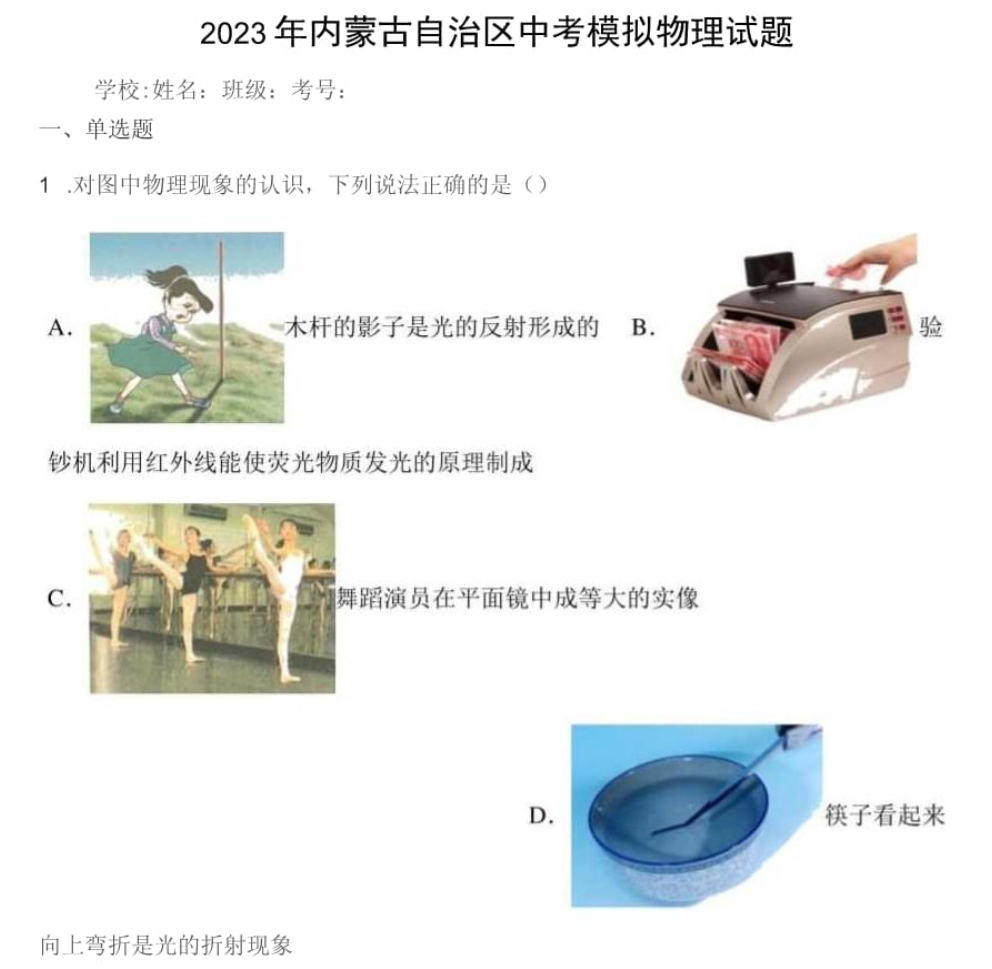 2023年内蒙古自治区中考模拟物理试题
学校:姓名：班级：考号：
一、单选题
1 .对图中物理现象的认识，下列说法正确的是（）
A. 木杆的影子是光的反射形成的 B. 验
钞机利用红外线能使荧光物质发光的原理制成
C. 舞蹈演员在平面镜中成等大的实像
D. 筷子看起来
向上弯折是光的折射现象